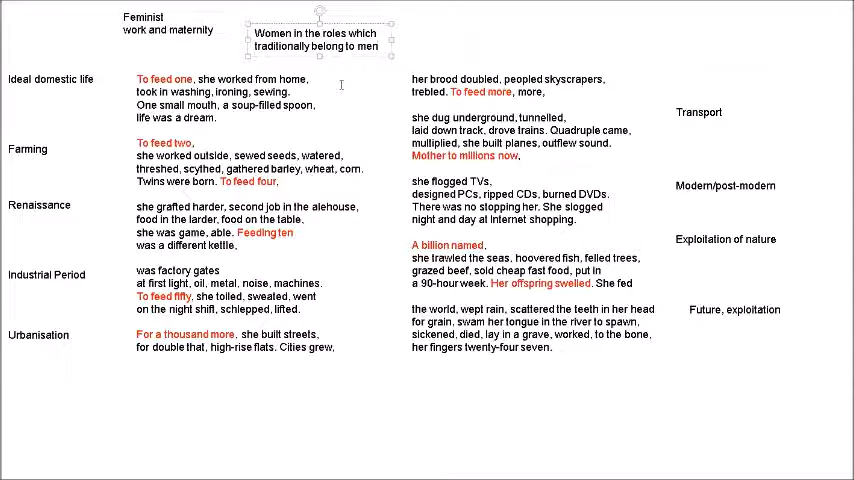 Feminist
work and maternity
Women in the roles which
traditionally belong to men
Ideal domestic life
To feed one, she worked from home,
took in washing, ironing, sewing.
One small mouth, a soup-filled spoon,
life was a dream.
Farming
To feed two,
she worked outside, sewed seeds, watered,
threshed, scythed, gathered barley, wheat, corn.
Twins were born. To feed four,
Renaissance
she grafted harder, second job in the alehouse,
food in the larder, food on the table,
she was game, able. Feeding ten
was a different kettle,
Industrial Period
was factory gates
at first light, oil, metal, noise, machines.
To feed fifty, she toiled, sweated, went
on the night shift, schlepped, lifted.
Urbanisation
For a thousand more, she built streets,
for double that, high-rise flats. Cities grew,
her brood doubled, peopled skyscrapers,
trebled. To feed more, more,
Transport
she dug underground, tunnelled,
laid down track, drove trains. Quadruple came,
multiplied, she built planes, outflew sound.
Mother to millions now,
Modern/post-modern
she flogged TVs,
designed PCs, ripped CDs, burned DVDs.
There was no stopping her. She slogged
night and day at Internet shopping.
Exploitation of nature
A billion named,
she trawled the seas, hoovered fish, felled trees,
grazed beef, sold cheap fast food, put in
a 90-hour week. Her offspring swelled. She fed
Future, exploitation
the world, wept rain, scattered the teeth in her head
for grain, swam her tongue in the river to spawn,
sickened, died, lay in a grave, worked, to the bone,
her fingers twenty-four seven.